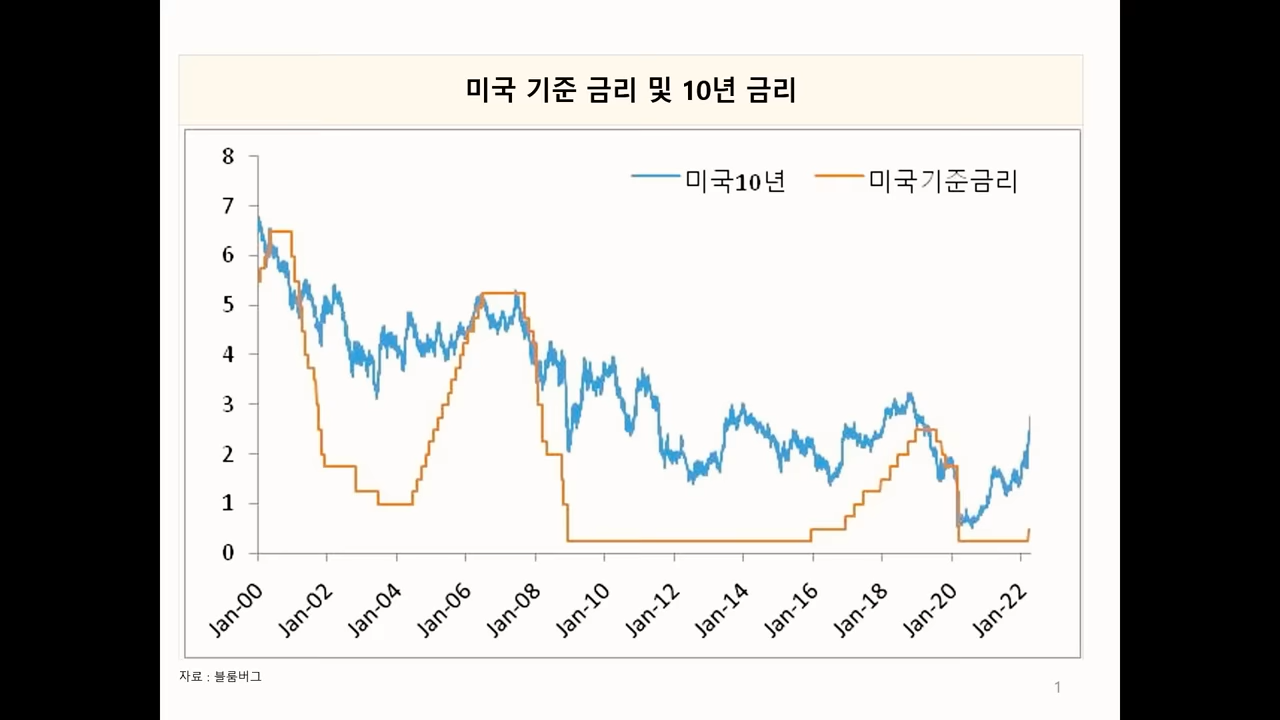 미국 기준 금리 및 10년 금리
미국10년 미국기준금리
8
7
6
5
4
3
2
1
0
Jan-00 Jan-02 Jan-04 Jan-06 Jan-08 Jan-10 Jan-12 Jan-14 Jan-16 Jan-18 Jan-20 Jan-22
자료 : 블룸버그
1